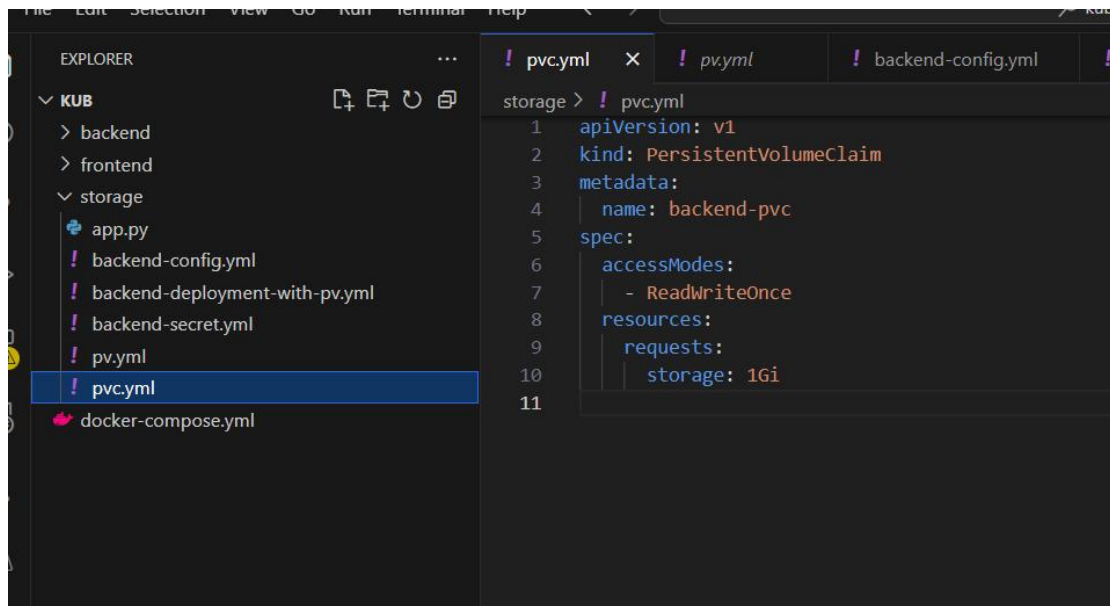 EXPLORER
KUB
backend
frontend
storage
app.py
backend-config.yml
backend-deployment-with-pv.yml
backend-secret.yml
pv.yml
pvc.yml
docker-compose.yml
! pvc.yml × ! pv.yml ! backend-config.yml !
storage > ! pvc.yml
1 apiVersion: v1
2 kind: PersistentVolumeClaim
3 metadata:
4 name: backend-pvc
5 spec:
6 accessModes:
7 - ReadWriteOnce
8 resources:
9 requests:
10 storage: 1Gi
11